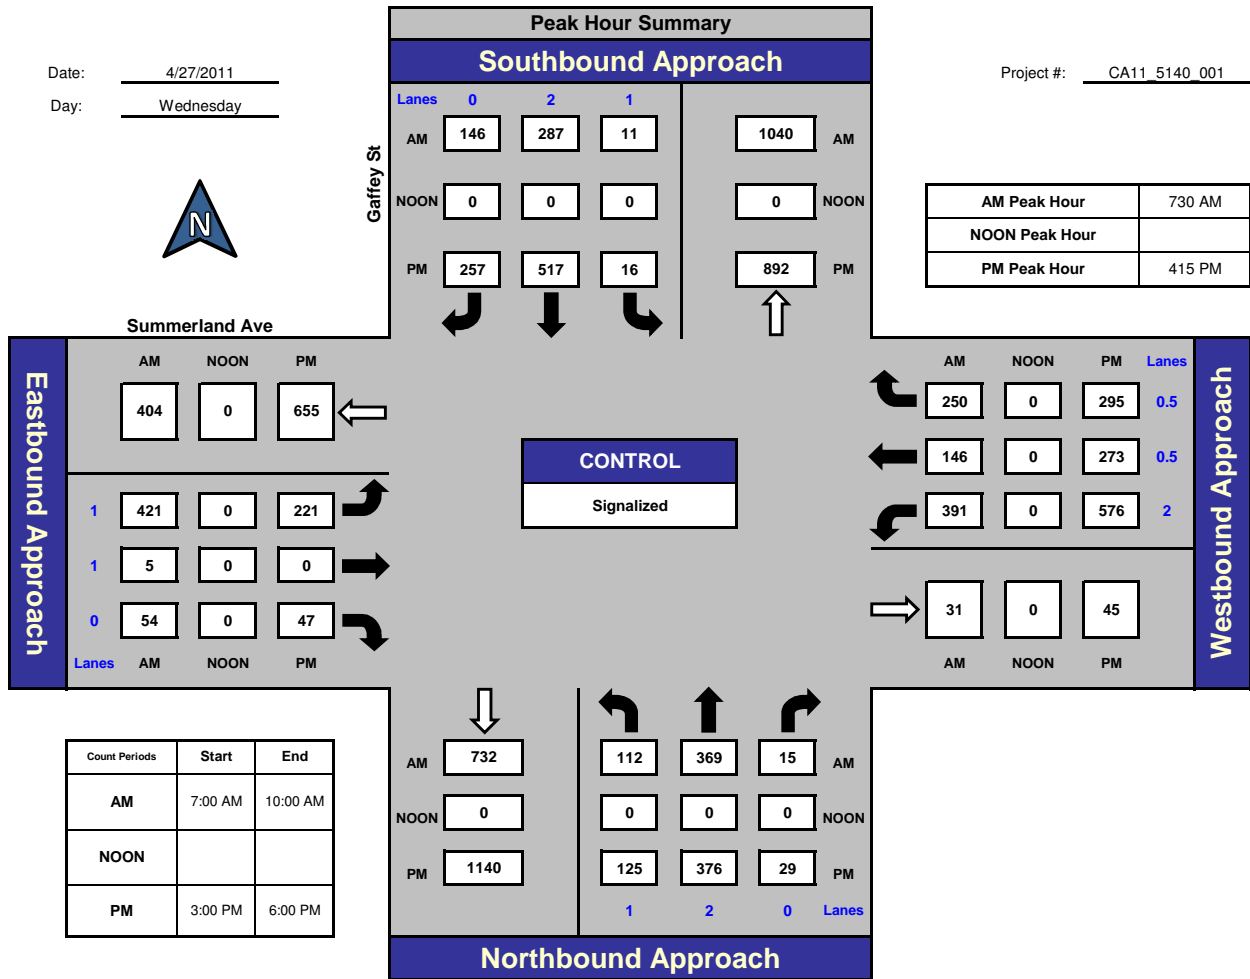 Peak Hour Summary
Southbound Approach
Date: 4/27/2011
Day: Wednesday
Project #: CA11_5140_001
Lanes 0 2 1
AM 146 287 11 1040 AM
NOON 0 0 0 0 NOON
PM 257 517 16 892 PM
Gaffey St
N
AM Peak Hour 730 AM
NOON Peak Hour
PM Peak Hour 415 PM
Summerland Ave
Eastbound Approach
AM NOON PM
404 0 655
1 421 0 221
1 5 0 0
0 54 0 47
Lanes AM NOON PM
CONTROL
Signalized
AM NOON PM Lanes
250 0 295 0.5
146 0 273 0.5
391 0 576 2
31 0 45
AM NOON PM
Westbound Approach
Count Periods Start End
AM 7:00 AM 10:00 AM
NOON
PM 3:00 PM 6:00 PM
AM 732 112 369 15 AM
NOON 0 0 0 0 NOON
PM 1140 125 376 29 PM
1 2 0 Lanes
Northbound Approach